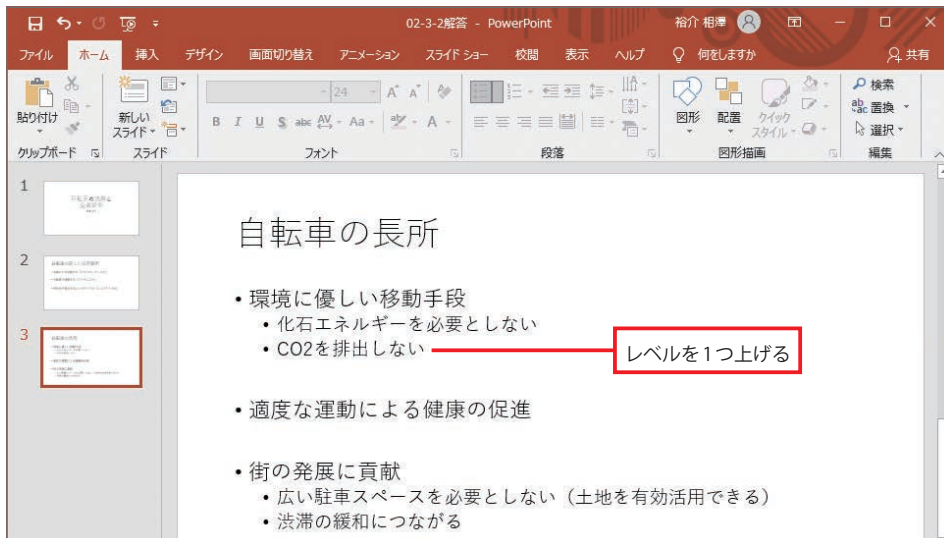 02-3-2解答 - PowerPoint
裕介 相澤
ファイル ホーム 挿入 デザイン 画面切り替え アニメーション スライド ショー 校閲 表示 ヘルプ 何をしますか 共有
貼り付け
新しい
スライド
24
A A
B I U S abc AV Aa A
図形 配置 クイック
スタイル
検索
置換
選択
クリップボード スライド フォント 段落 図形描画 編集
1
2
3
自転車の長所
• 環境に優しい移動手段
• 化石エネルギーを必要としない
• CO2を排出しない
レベルを1つ上げる
• 適度な運動による健康の促進
• 街の発展に貢献
• 広い駐車スペースを必要としない（土地を有効活用できる）
• 渋滞の緩和につながる